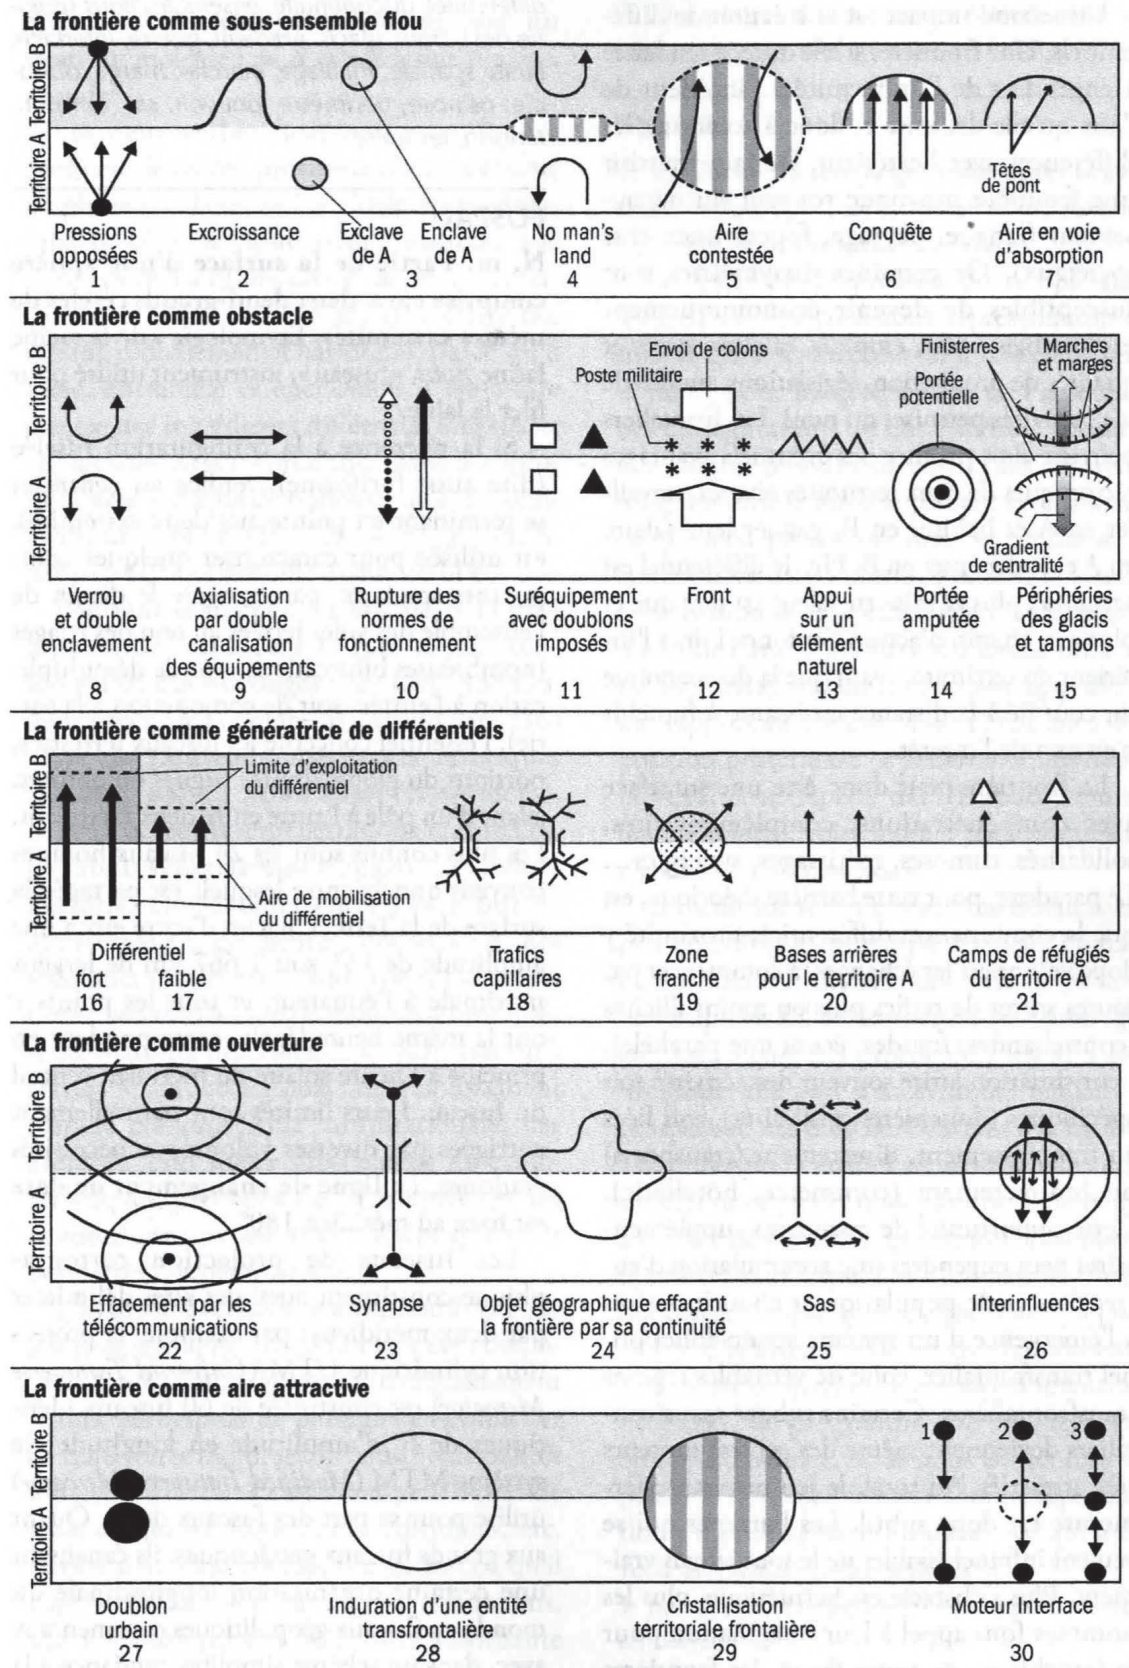 La frontière comme sous-ensemble flou
Territoire B
Territoire A
Têtes
de pont
Pressions
opposées
1
Excroissance
2
Exclave
de A
Enclave
de A
3
No man's
land
4
Aire
contestée
5
Conquête
6
Aire en voie
d'absorption
7
La frontière comme obstacle
Territoire B
Territoire A
Envol de colons
Poste militaire
Finisterres
Portée
potentielle
Marches
et marges
Gradient
de centralité
Verrou
et double
enclavement
8
Axialisation
par double
canalisation
des équipements
9
Rupture des
normes de
fonctionnement
10
Suréquipement
avec doublons
imposés
11
Front
12
Appui
sur un
élément
naturel
13
Portée
amputée
14
Périphéries
des glacis
et tampons
15
La frontière comme génératrice de différentiels
Territoire B
Territoire A
Limite d'exploitation
du différentiel
Aire de mobilisation
du différentiel
Différentiel
fort
16
faible
17
Trafics
capillaires
18
Zone
franche
19
Bases arrières
pour le territoire A
20
Camps de réfugiés
du territoire A
21
La frontière comme ouverture
Territoire B
Territoire A
Effacement par les
télécommunications
22
Synapse
23
Objet géographique effaçant
la frontière par sa continuité
24
Sas
25
Interinfluences
26
La frontière comme aire attractive
Territoire B
Territoire A
1
2
3
Doublon
urbain
27
Induration d'une entité
transfrontalière
28
Cristallisation
territoriale frontalière
29
Moteur Interface
30